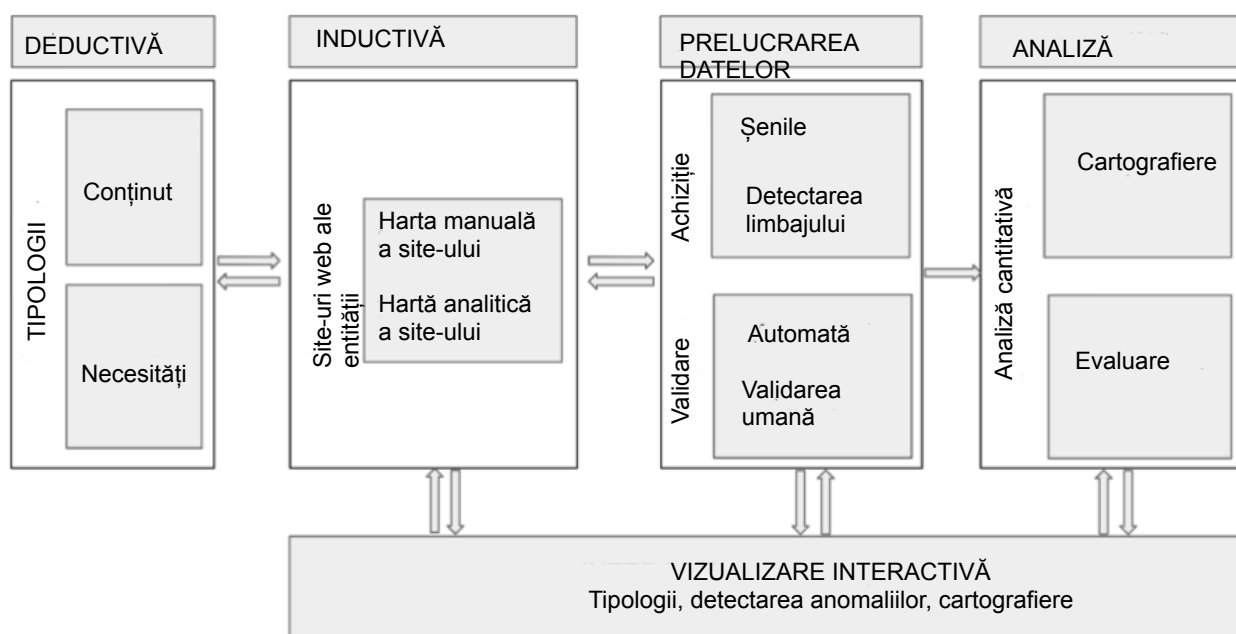 DEDUCTIVĂ
INDUCTIVĂ
PRELUCRAREA
DATELOR
ANALIZĂ
TIPOLOGII
Conținut
Necesități
Site-uri web ale
entității
Harta manuală
a site-ului
Hartă analitică
a site-ului
Achiziție
Șenile
Detectarea
limbajului
Validare
Automată
Validarea
umană
Analiză cantitativă
Cartografiere
Evaluare
VIZUALIZARE INTERACTIVĂ
Tipologii, detectarea anomaliilor, cartografiere